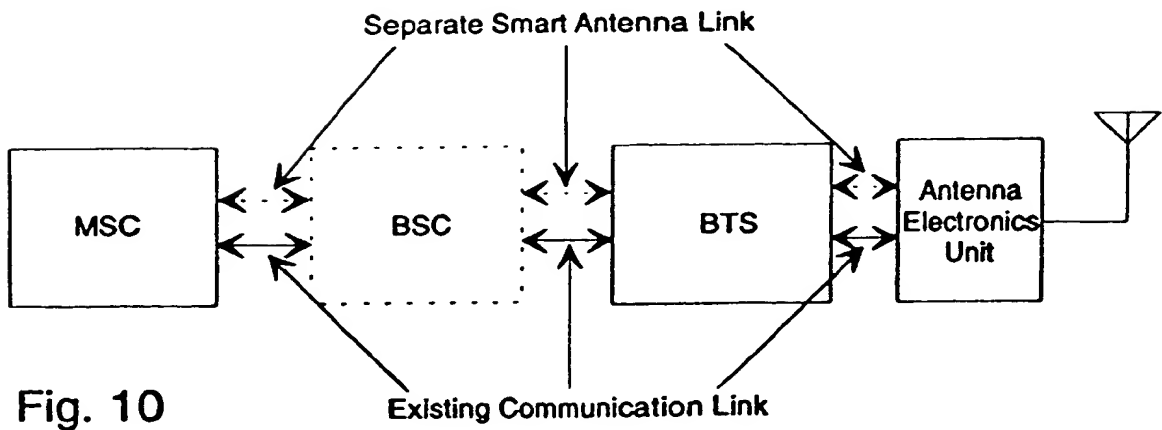 Separate Smart Antenna Link
MSC
BSC
BTS
Antenna
Electronics
Unit
Existing Communication Link
Fig. 10